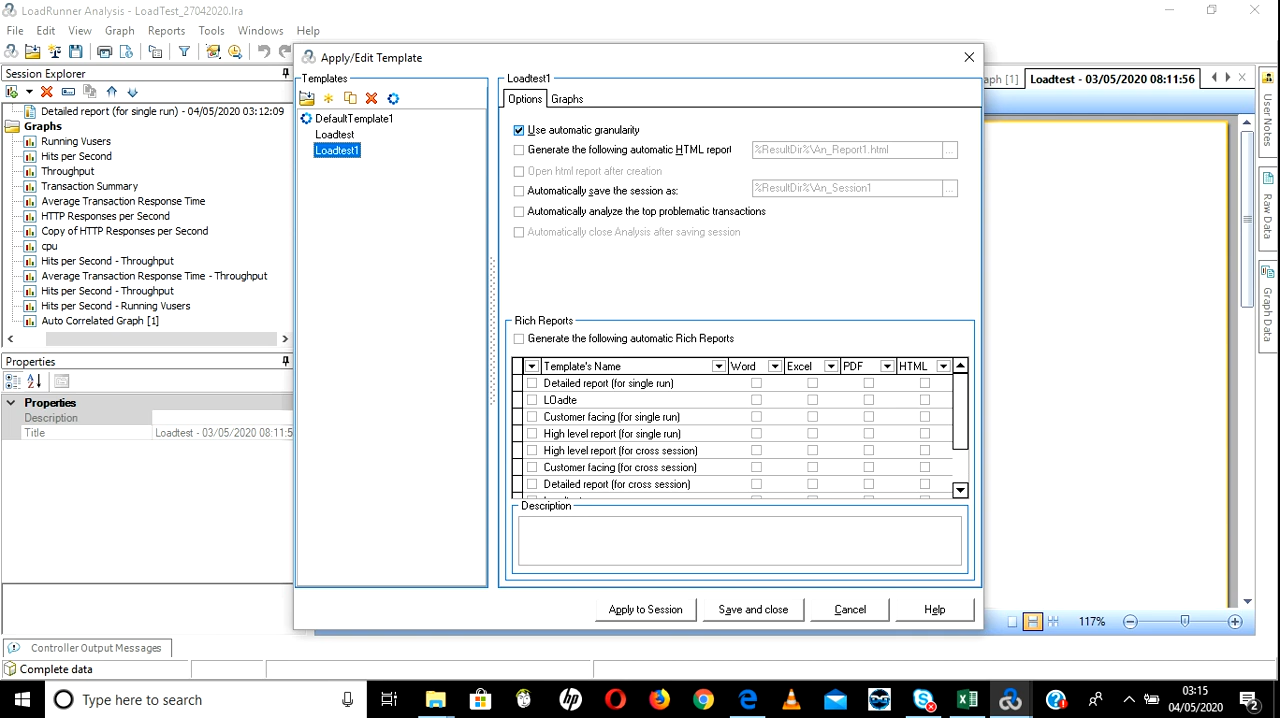 LoadRunner Analysis - LoadTest_27042020.lra
File Edit View Graph Reports Tools Windows Help
Session Explorer
Detailed report (for single run) - 04/05/2020 03:12:09
Graphs
Running Vusers
Hits per Second
Throughput
Transaction Summary
Average Transaction Response Time
HTTP Responses per Second
Copy of HTTP Responses per Second
cpu
Hits per Second - Throughput
Average Transaction Response Time - Throughput
Hits per Second - Throughput
Hits per Second - Running Vusers
Auto Correlated Graph [1]
Properties
Properties
Description
Title Loadtest - 03/05/2020 08:11:5
Controller Output Messages
Complete data
Apply/Edit Template
Templates
DefaultTemplate1
Loadtest
Loadtest1
Loadtest1
Options Graphs
Use automatic granularity
Generate the following automatic HTML report %ResultDir%\An_Report1.html ...
Open html report after creation
Automatically save the session as: %ResultDir%\An_Session1 ...
Automatically analyze the top problematic transactions
Automatically close Analysis after saving session
Rich Reports
Generate the following automatic Rich Reports
Template's Name Word Excel PDF HTML
Detailed report (for single run)
LOadte
Customer facing (for single run)
High level report (for single run)
High level report (for cross session)
Customer facing (for cross session)
Detailed report (for cross session)
Description
Apply to Session Save and close Cancel Help
aph [1] Loadtest - 03/05/2020 08:11:56
User Notes
Raw Data
Graph Data
117%
Type here to search
03:15
04/05/2020
2